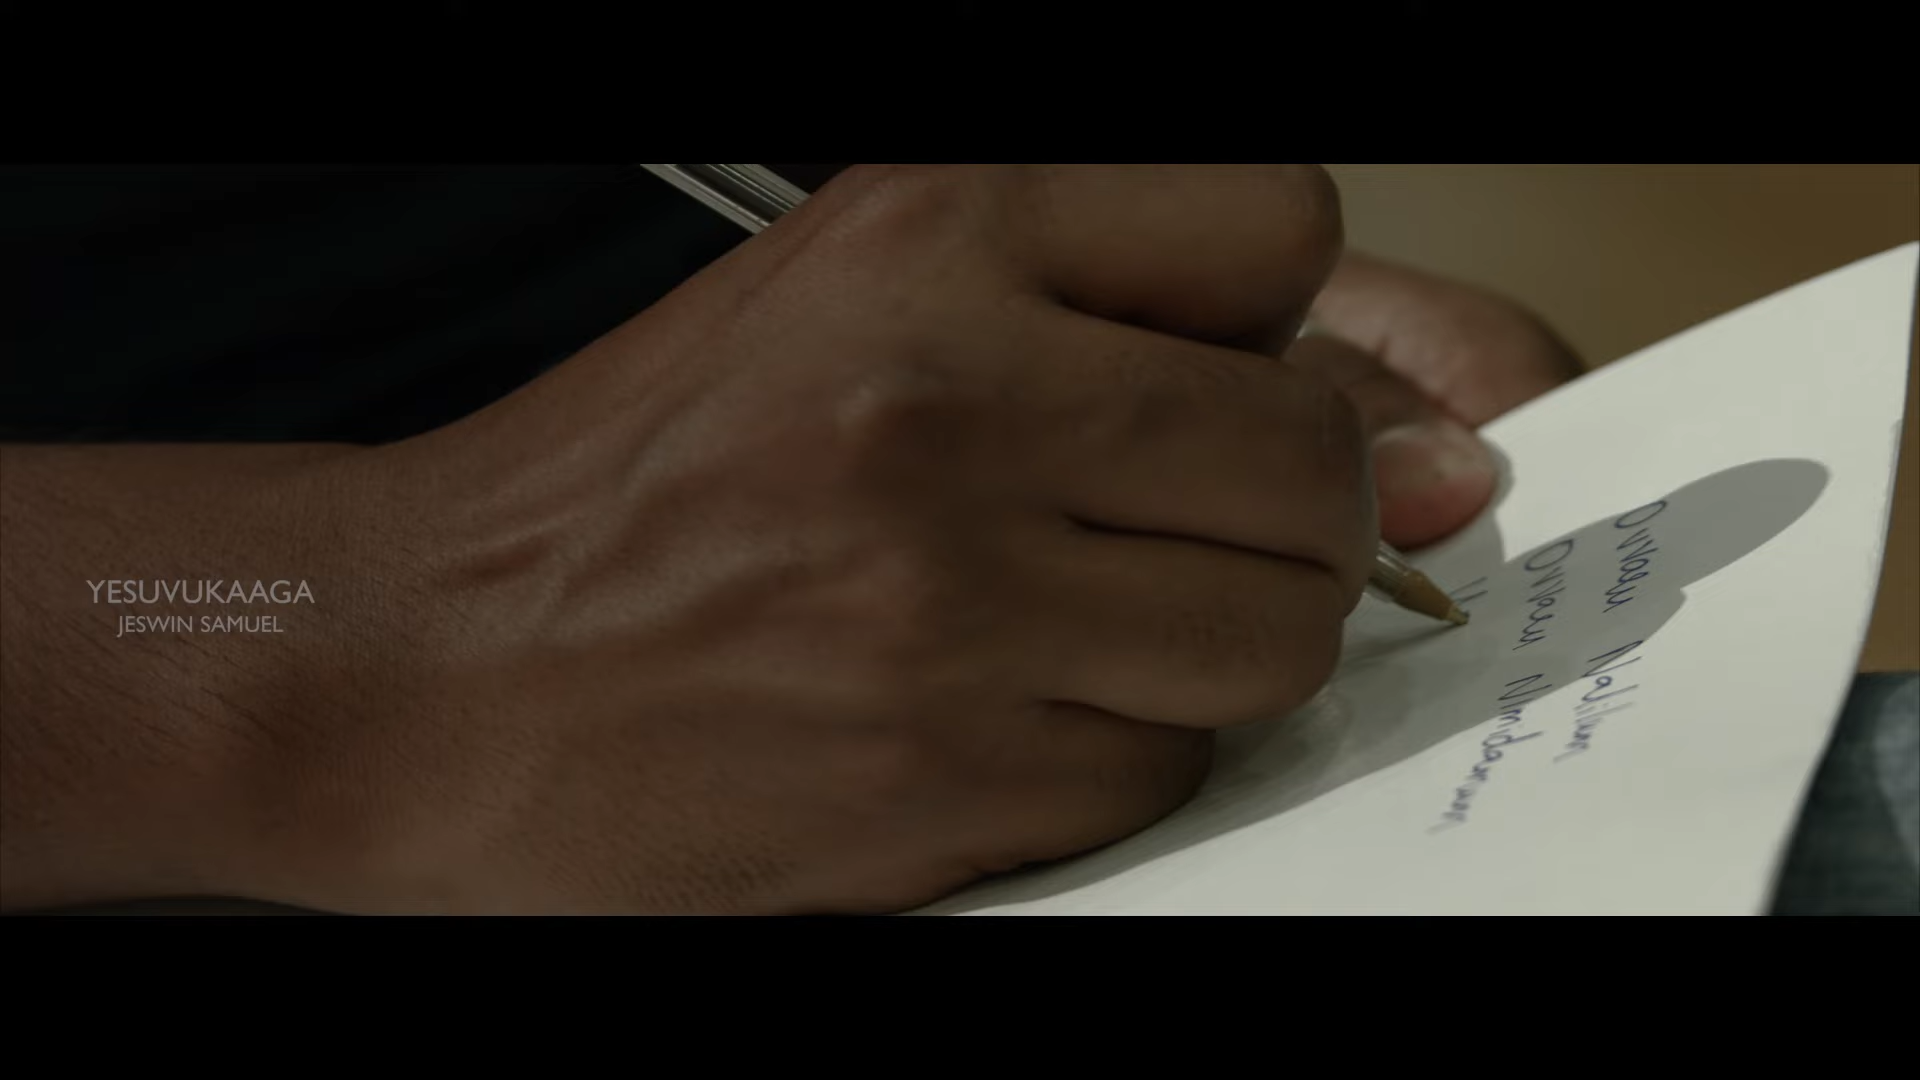 YESUVUKAAGA
JESWIN SAMUEL
Ovvoru Nalilum
Ovvoru Nimidamum